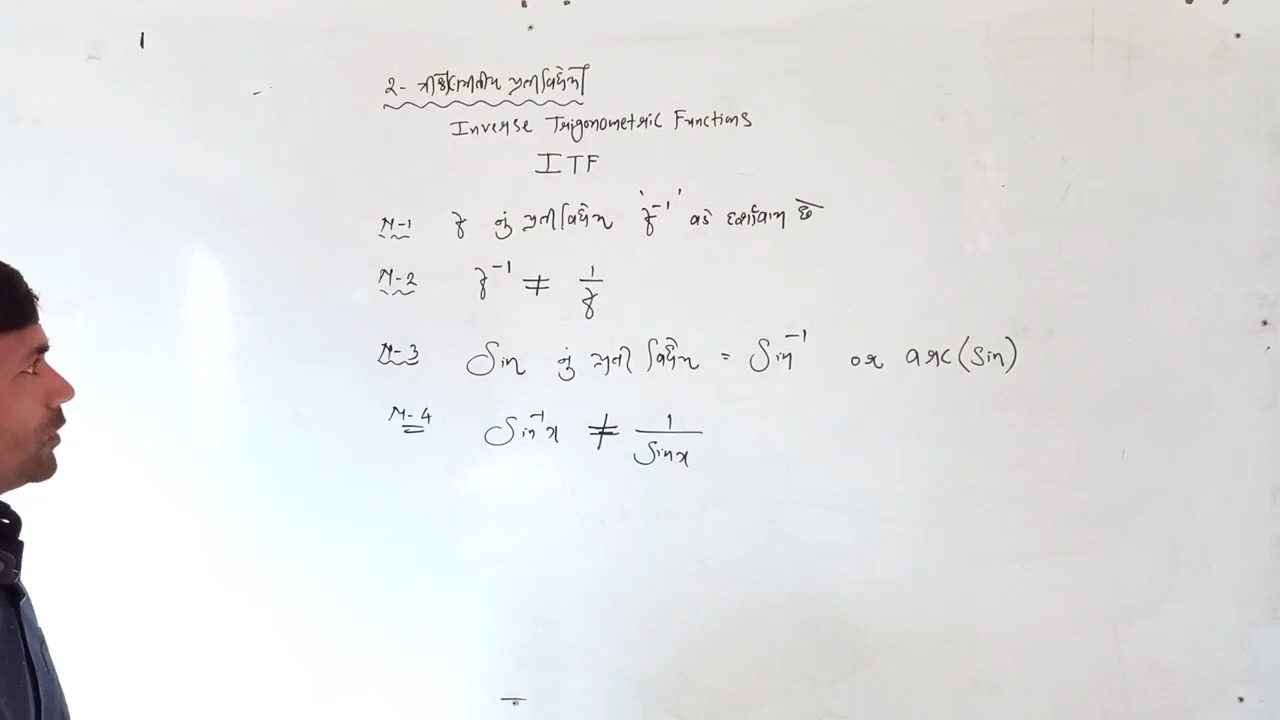 ૨- ત્રીકોણમીતીય પ્રતીવિધેયો
Inverse Trigonometric Functions
ITF
N-1 f નું પ્રતીવિધેય 'f⁻¹' વડે દર્શાવાય છે
N-2 f⁻¹ ≠ 1/f
N-3 Sin નું પ્રતી વિધેય = Sin⁻¹ or arc(Sin)
N-4 Sin⁻¹x ≠ 1/Sinx